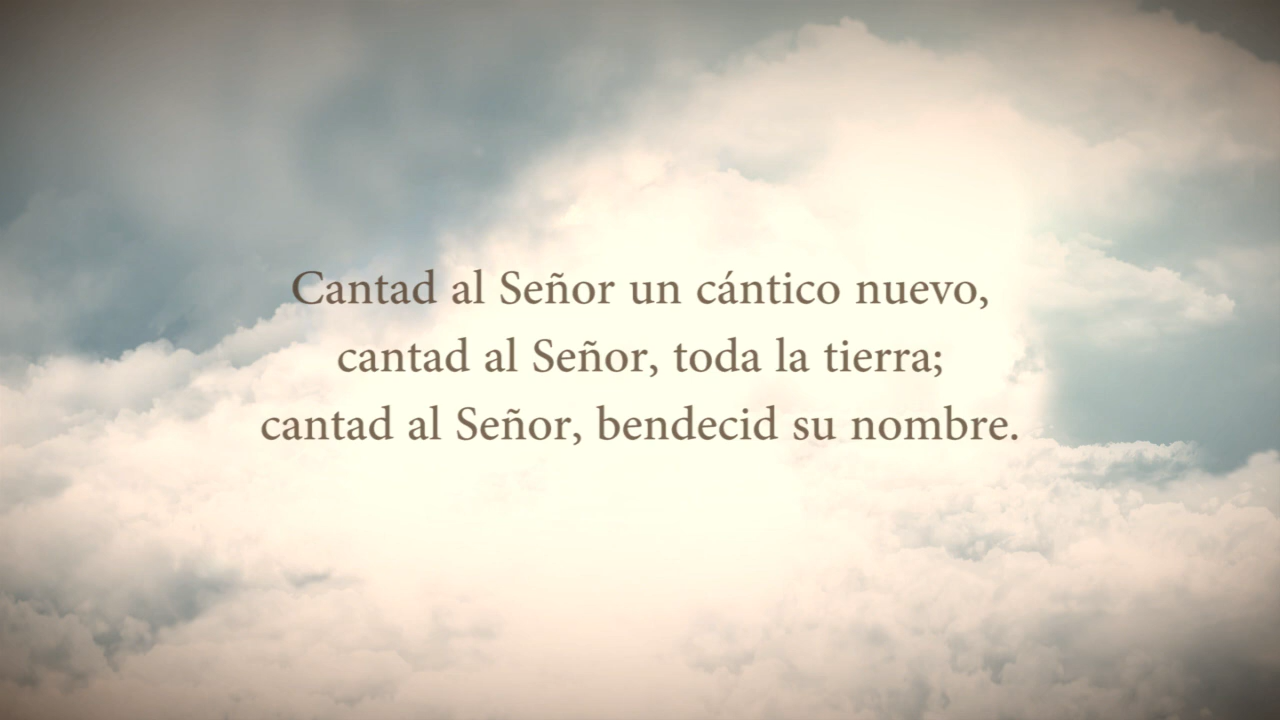 Cantad al Señor un cántico nuevo,
cantad al Señor, toda la tierra;
cantad al Señor, bendecid su nombre.